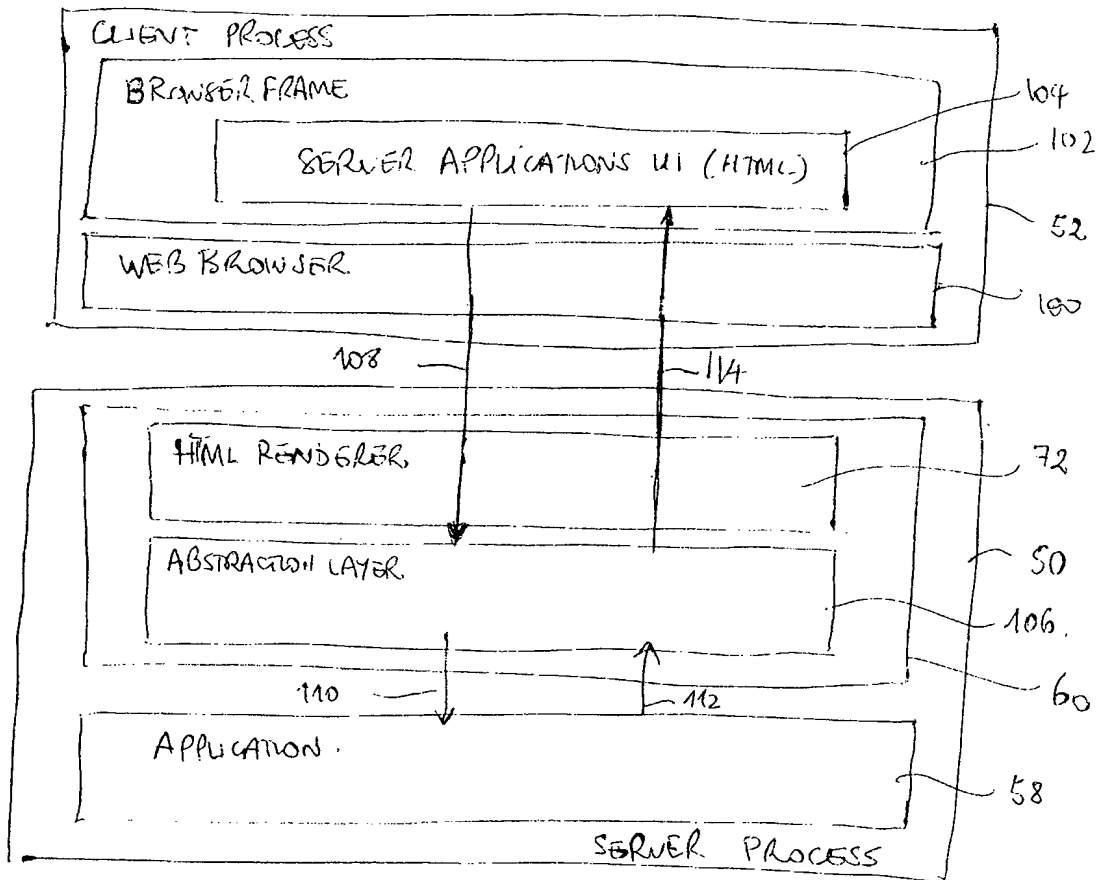 CLIENT PROCESS
BROWSER FRAME
104
SERVER APPLICATIONS UI (HTML)
102
52
WEB BROWSER
100
108
114
HTML RENDERER
72
ABSTRACTION LAYER
50
106
60
110
112
APPLICATION
58
SERVER PROCESS